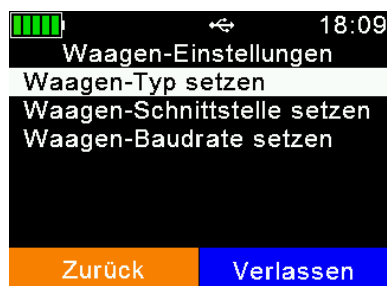 18:09
Waagen-Einstellungen
Waagen-Typ setzen
Waagen-Schnittstelle setzen
Waagen-Baudrate setzen
Zurück Verlassen